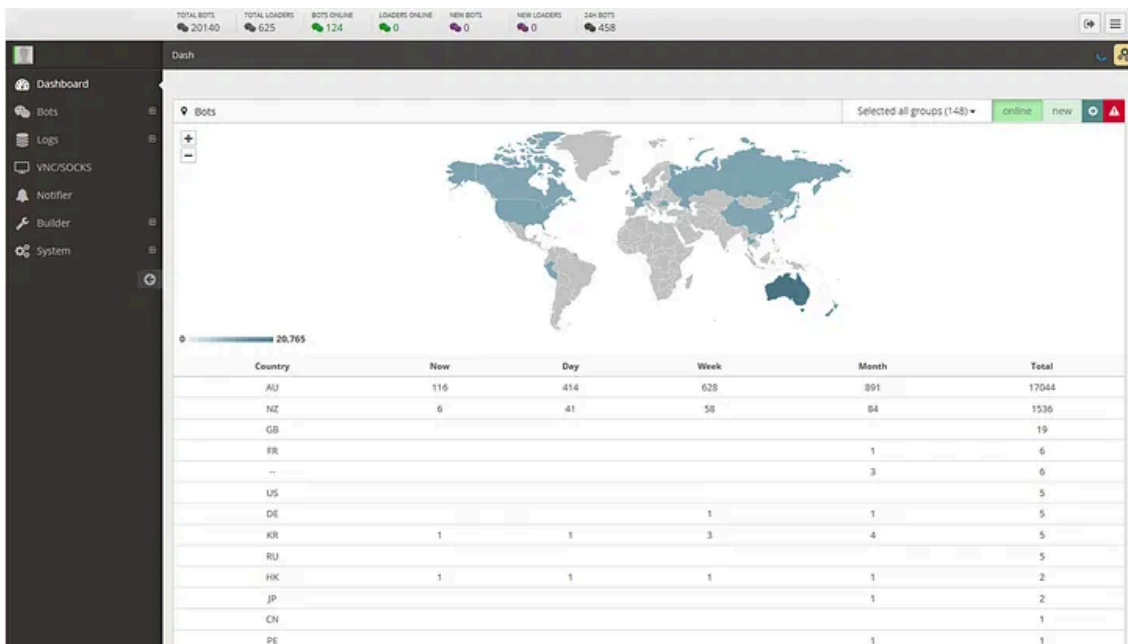 TOTAL BOTS TOTAL LOADERS BOTS ONLINE LOADERS ONLINE NEW BOTS NEW LOADERS 24H BOTS
20140 625 124 0 0 0 458
Dash
Dashboard
Bots
Logs
VNC/SOCKS
Notifier
Builder
System
Bots Selected all groups (148) online new
+
−
0 20,765
Country Now Day Week Month Total
AU 116 414 628 891 17044
NZ 6 41 58 84 1536
GB 19
FR 1 6
-- 3 6
US 5
DE 1 1 5
KR 1 1 3 4 5
RU 5
HK 1 1 1 1 2
JP 1 2
CN 1
PE 1 1